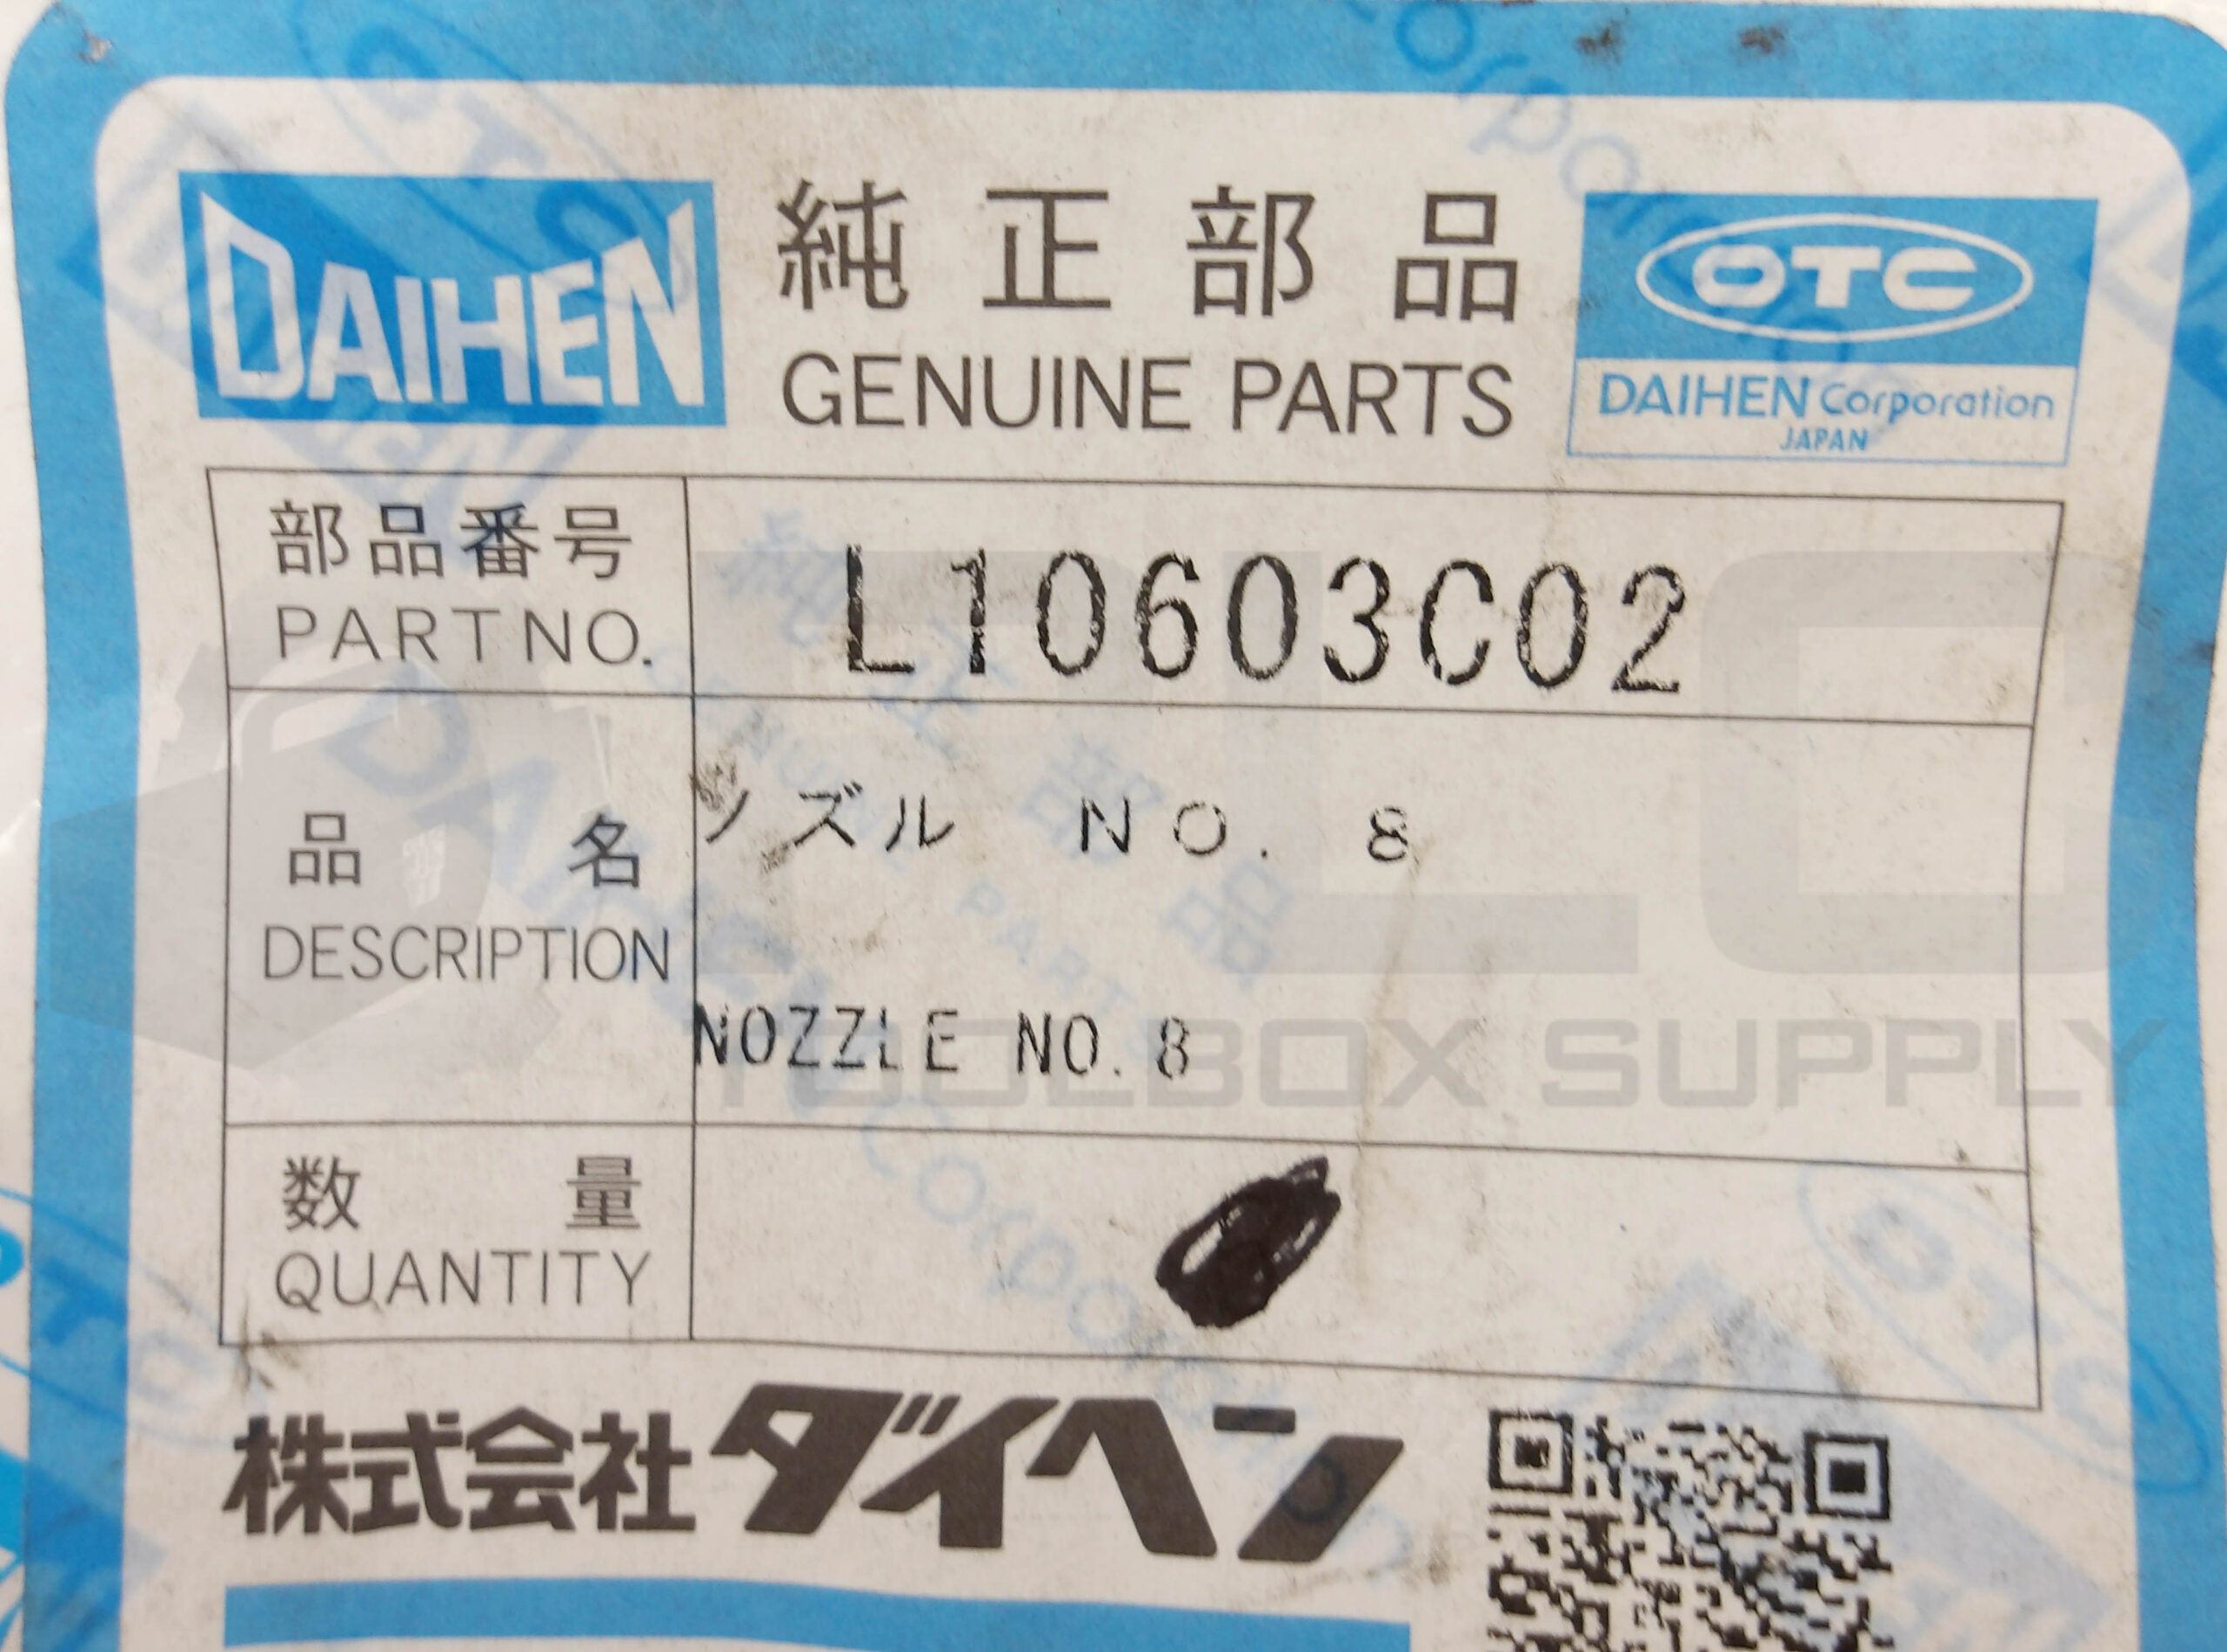 DAIHEN
純正部品
GENUINE PARTS
OTC
DAIHEN Corporation
JAPAN
部品番号
PART NO.
L10603C02
品名
DESCRIPTION
ノズル NO. 8
NOZZLE NO. 8
TOOLBOX SUPPLY
数量
QUANTITY
株式会社ダイヘン